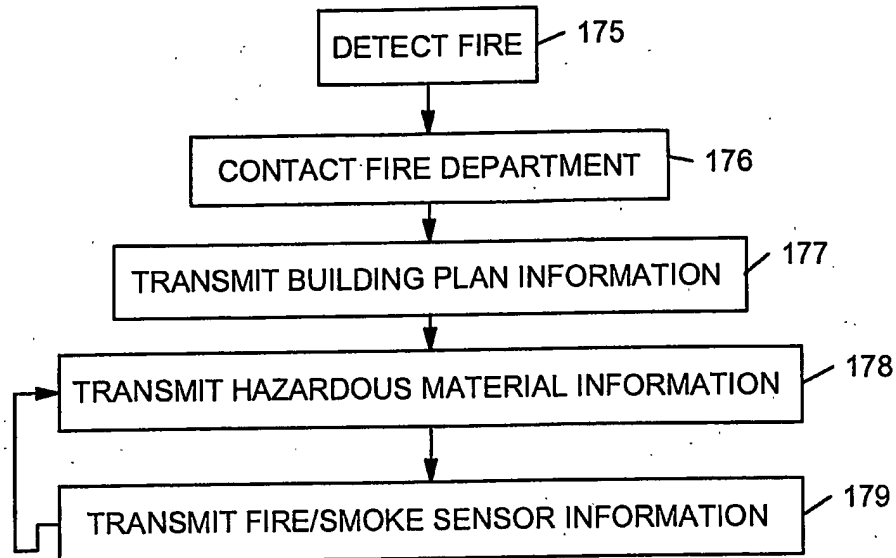 DETECT FIRE
175
CONTACT FIRE DEPARTMENT
176
TRANSMIT BUILDING PLAN INFORMATION
177
TRANSMIT HAZARDOUS MATERIAL INFORMATION
178
TRANSMIT FIRE/SMOKE SENSOR INFORMATION
179